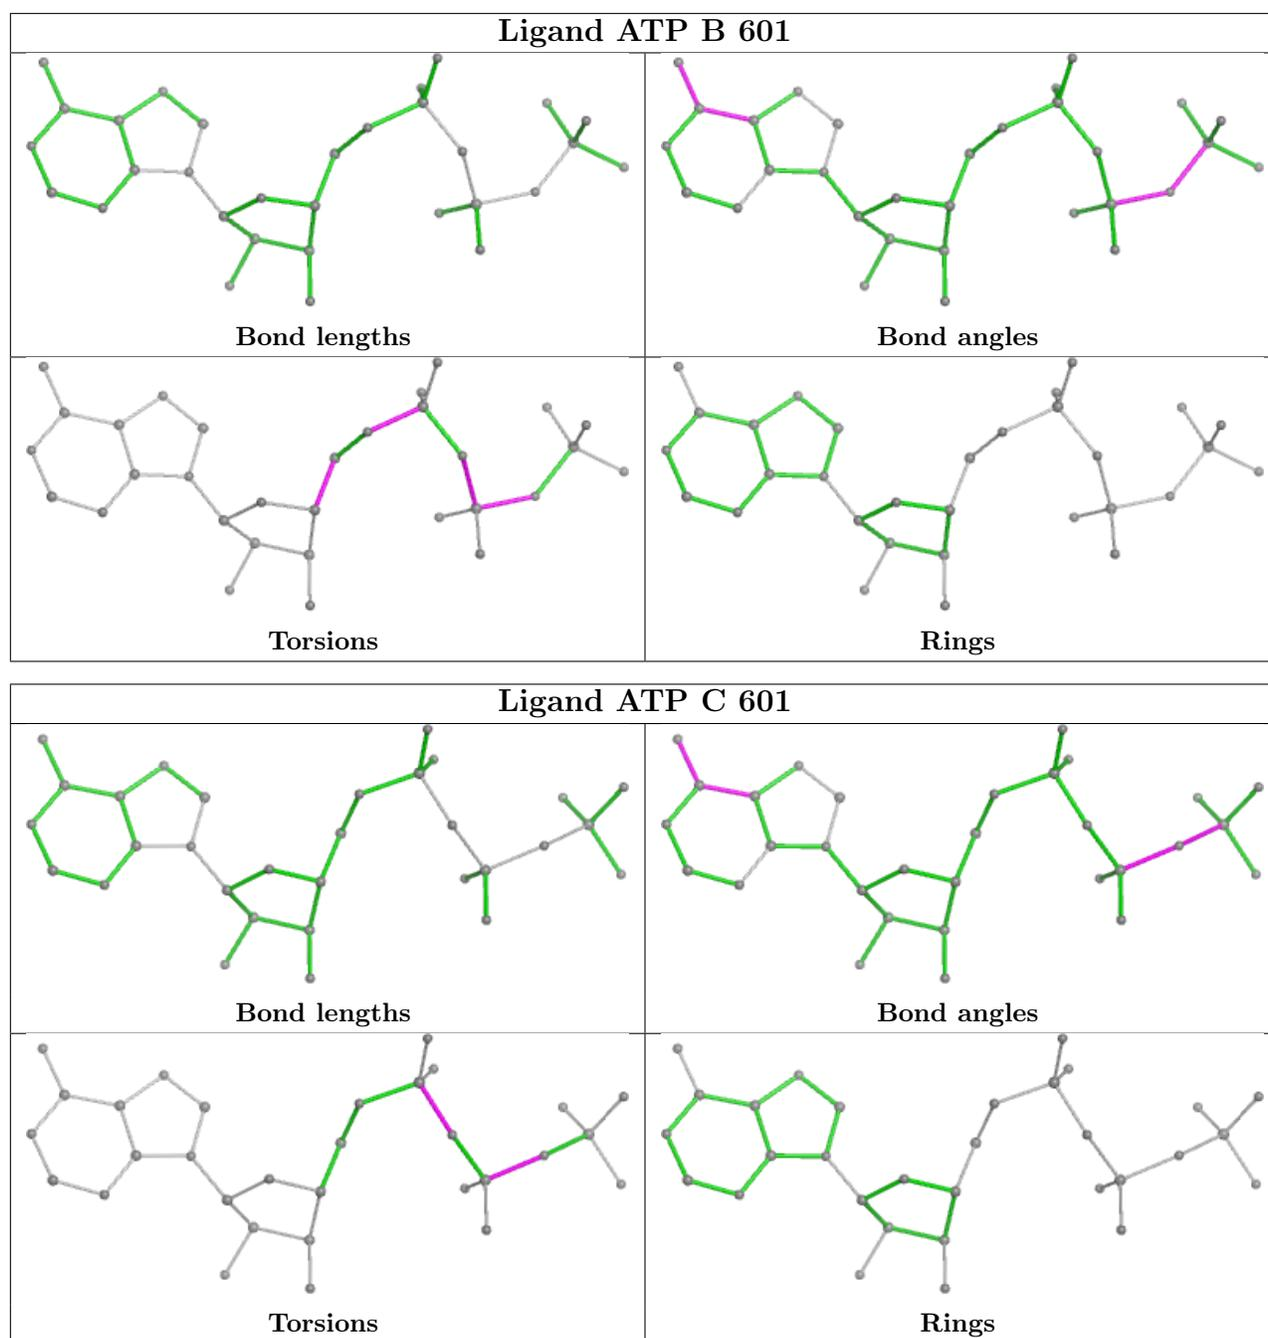 Ligand ATP B 601
Bond lengths
Bond angles
Torsions
Rings
Ligand ATP C 601
Bond lengths
Bond angles
Torsions
Rings